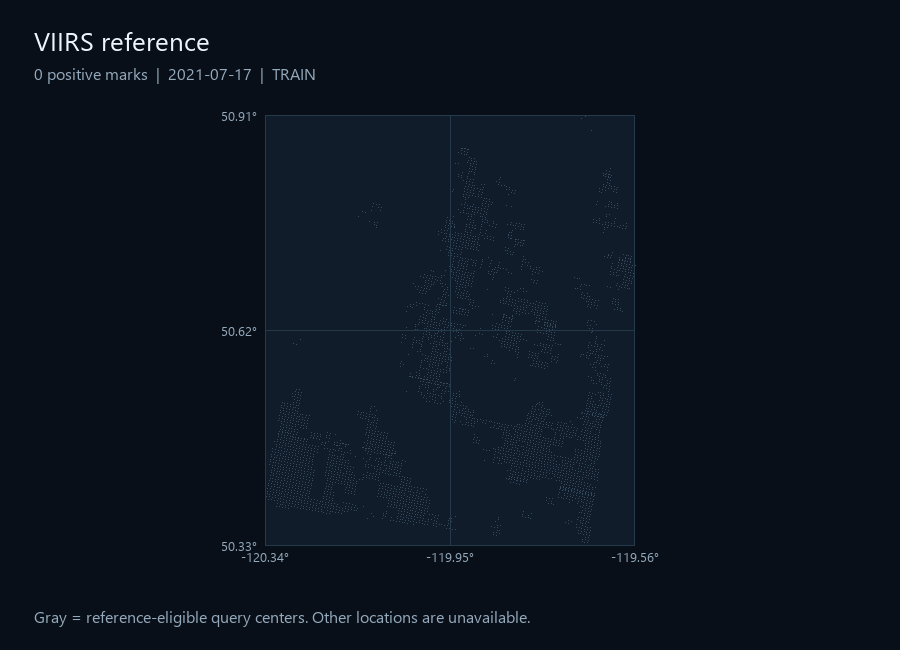 VIIRS reference
0 positive marks | 2021-07-17 | TRAIN
50.91°
50.62°
50.33°
-120.34°
-119.95°
-119.56°
Gray = reference-eligible query centers. Other locations are unavailable.